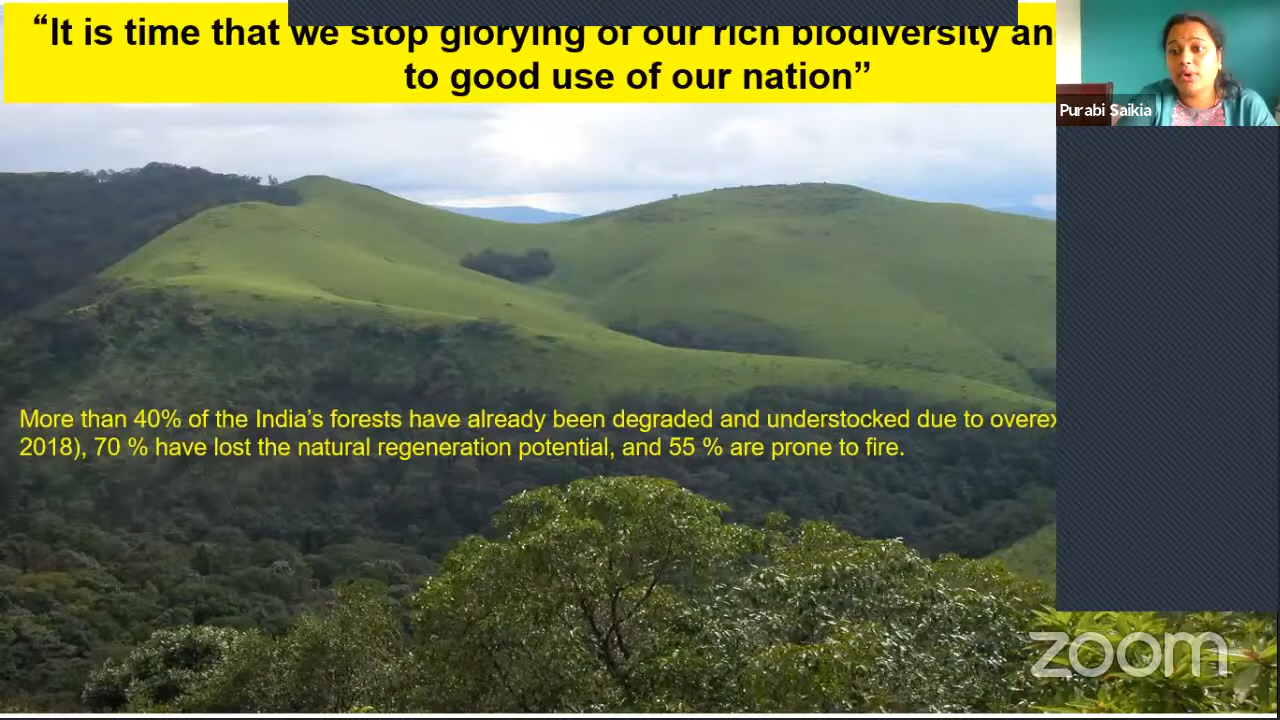 “It is time that we stop glorying of our rich biodiversity an
to good use of our nation”
Purabi Saikia
More than 40% of the India’s forests have already been degraded and understocked due to overex
2018), 70 % have lost the natural regeneration potential, and 55 % are prone to fire.
zoom